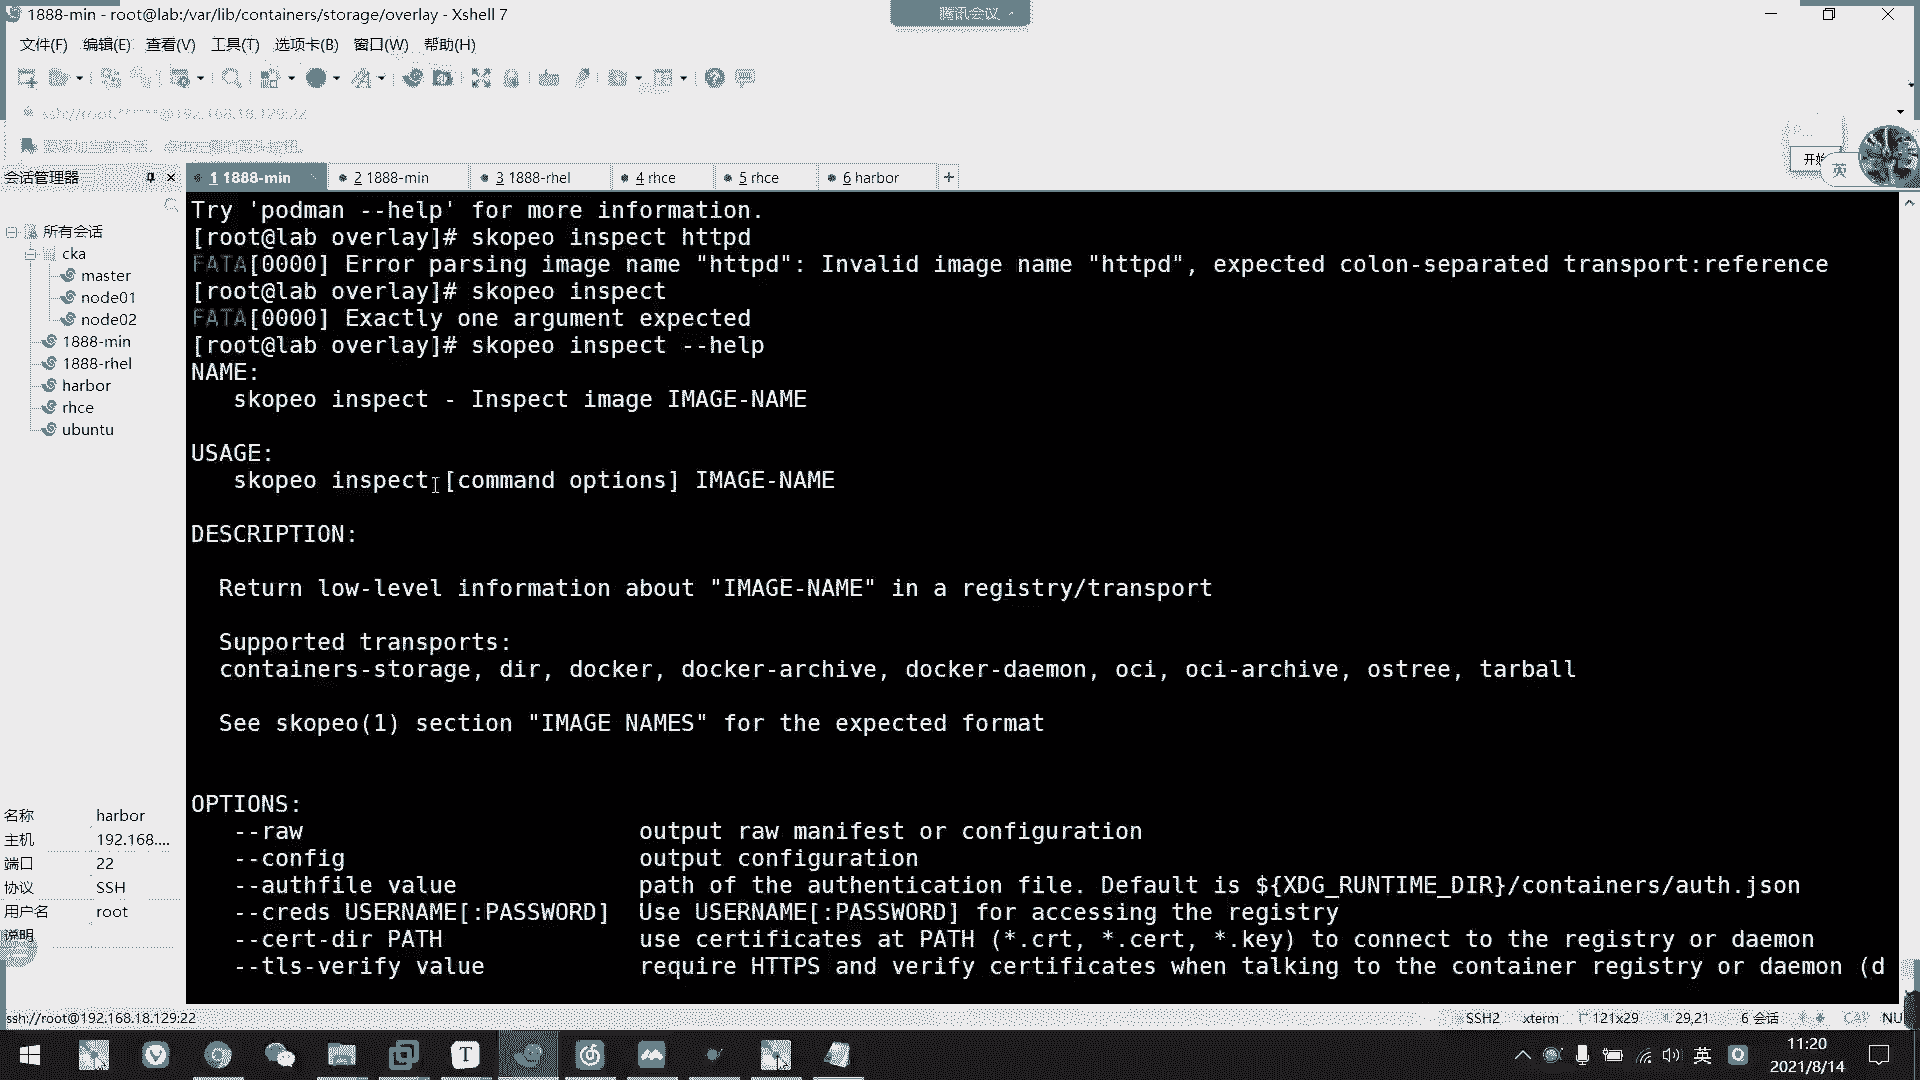 1888-min - root@lab:/var/lib/containers/storage/overlay - Xshell 7
腾讯会议
文件(F) 编辑(E) 查看(V) 工具(T) 选项卡(B) 窗口(W) 帮助(H)
开始
英
会话管理器
1 1888-min 2 1888-min 3 1888-rhel 4 rhce 5 rhce 6 harbor
所有会话
cka
master
node01
node02
1888-min
1888-rhel
harbor
rhce
ubuntu
名称 harbor
主机 192.168....
端口 22
协议 SSH
用户名 root
说明
Try 'podman --help' for more information.
[root@lab overlay]# skopeo inspect httpd
FATA[0000] Error parsing image name "httpd": Invalid image name "httpd", expected colon-separated transport:reference
[root@lab overlay]# skopeo inspect
FATA[0000] Exactly one argument expected
[root@lab overlay]# skopeo inspect --help
NAME:
skopeo inspect - Inspect image IMAGE-NAME
USAGE:
skopeo inspect [command options] IMAGE-NAME
DESCRIPTION:
Return low-level information about "IMAGE-NAME" in a registry/transport
Supported transports:
containers-storage, dir, docker, docker-archive, docker-daemon, oci, oci-archive, ostree, tarball
See skopeo(1) section "IMAGE NAMES" for the expected format
OPTIONS:
--raw output raw manifest or configuration
--config output configuration
--authfile value path of the authentication file. Default is ${XDG_RUNTIME_DIR}/containers/auth.json
--creds USERNAME[:PASSWORD] Use USERNAME[:PASSWORD] for accessing the registry
--cert-dir PATH use certificates at PATH (*.crt, *.cert, *.key) to connect to the registry or daemon
--tls-verify value require HTTPS and verify certificates when talking to the container registry or daemon (d
ssh://root@192.168.18.129:22 SSH2 xterm 121x29 29,21 6 会话 CAP NU
英
11:20
2021/8/14